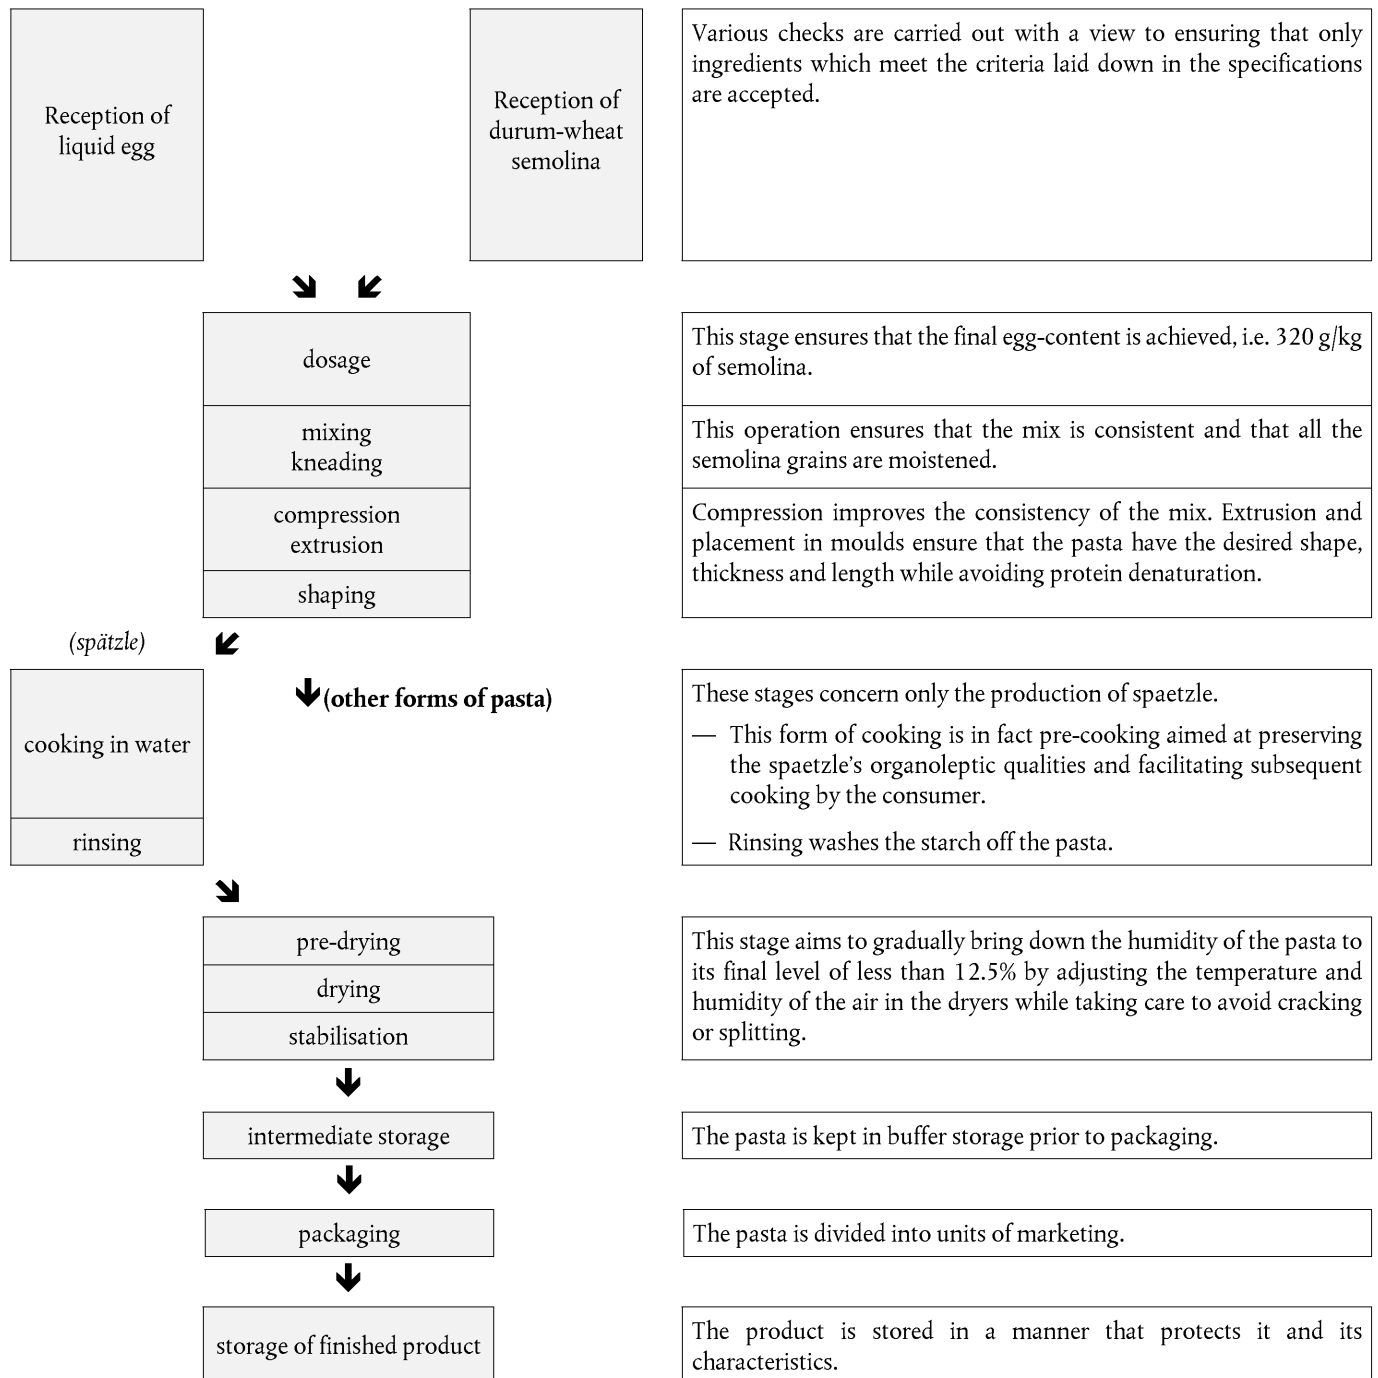 Reception of
liquid egg
Reception of
durum-wheat
semolina
Various checks are carried out with a view to ensuring that only
ingredients which meet the criteria laid down in the specifications
are accepted.
dosage
This stage ensures that the final egg-content is achieved, i.e. 320 g/kg
of semolina.
mixing
kneading
This operation ensures that the mix is consistent and that all the
semolina grains are moistened.
compression
extrusion
shaping
Compression improves the consistency of the mix. Extrusion and
placement in moulds ensure that the pasta have the desired shape,
thickness and length while avoiding protein denaturation.
(spätzle)
(other forms of pasta)
cooking in water
rinsing
These stages concern only the production of spaetzle.
— This form of cooking is in fact pre-cooking aimed at preserving
the spaetzle's organoleptic qualities and facilitating subsequent
cooking by the consumer.
— Rinsing washes the starch off the pasta.
pre-drying
drying
stabilisation
This stage aims to gradually bring down the humidity of the pasta to
its final level of less than 12.5% by adjusting the temperature and
humidity of the air in the dryers while taking care to avoid cracking
or splitting.
intermediate storage
The pasta is kept in buffer storage prior to packaging.
packaging
The pasta is divided into units of marketing.
storage of finished product
The product is stored in a manner that protects it and its
characteristics.